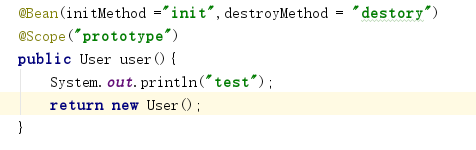 @Bean(initMethod ="init",destroyMethod = "destory")
@Scope("prototype")
public User user(){
    System.out.println("test");
    return new User();
}